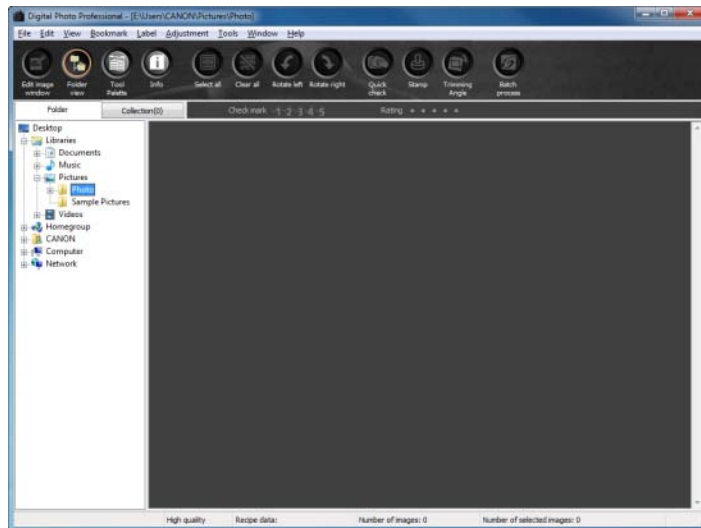 Digital Photo Professional - [E:\Users\CANON\Pictures\Photo]
File Edit View Bookmark Label Adjustment Tools Window Help
Edit image window
Folder view
Tool Palette
Info
Select all
Clear all
Rotate left
Rotate right
Quick check
Stamp
Trimming Angle
Batch process
Folder Collection(0) Check mark 1 2 3 4 5 Rating
Desktop
Libraries
Documents
Music
Pictures
Photo
Sample Pictures
Videos
Homegroup
CANON
Computer
Network
High quality Recipe data: Number of images: 0 Number of selected images: 0